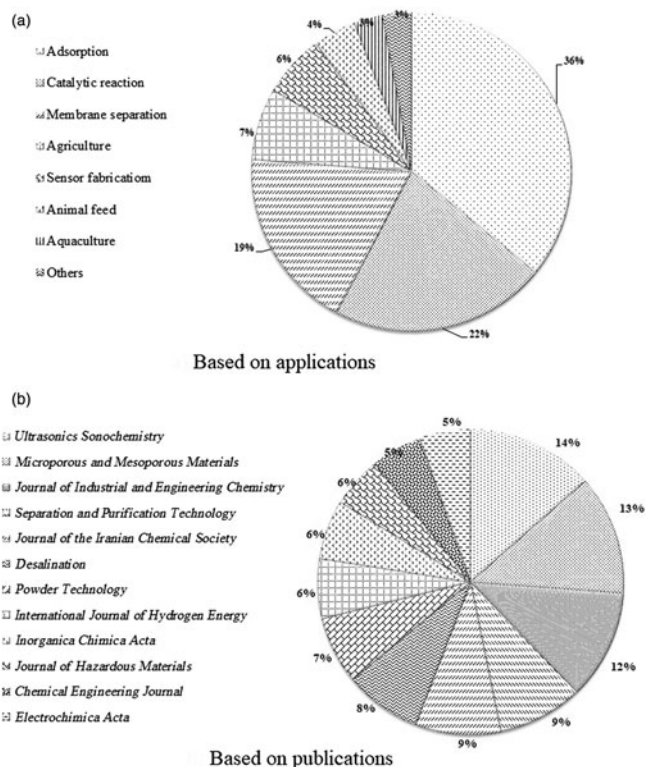 (a)
Adsorption
Catalytic reaction
Membrane separation
Agriculture
Sensor fabricatiom
Animal feed
Aquaculture
Others
3%
3%
4%
6%
7%
19%
22%
36%
Based on applications
(b)
Ultrasonics Sonochemistry
Microporous and Mesoporous Materials
Journal of Industrial and Engineering Chemistry
Separation and Purification Technology
Journal of the Iranian Chemical Society
Desalination
Powder Technology
International Journal of Hydrogen Energy
Inorganica Chimica Acta
Journal of Hazardous Materials
Chemical Engineering Journal
Electrochimica Acta
5%
14%
13%
12%
9%
9%
8%
7%
6%
6%
6%
5%
Based on publications